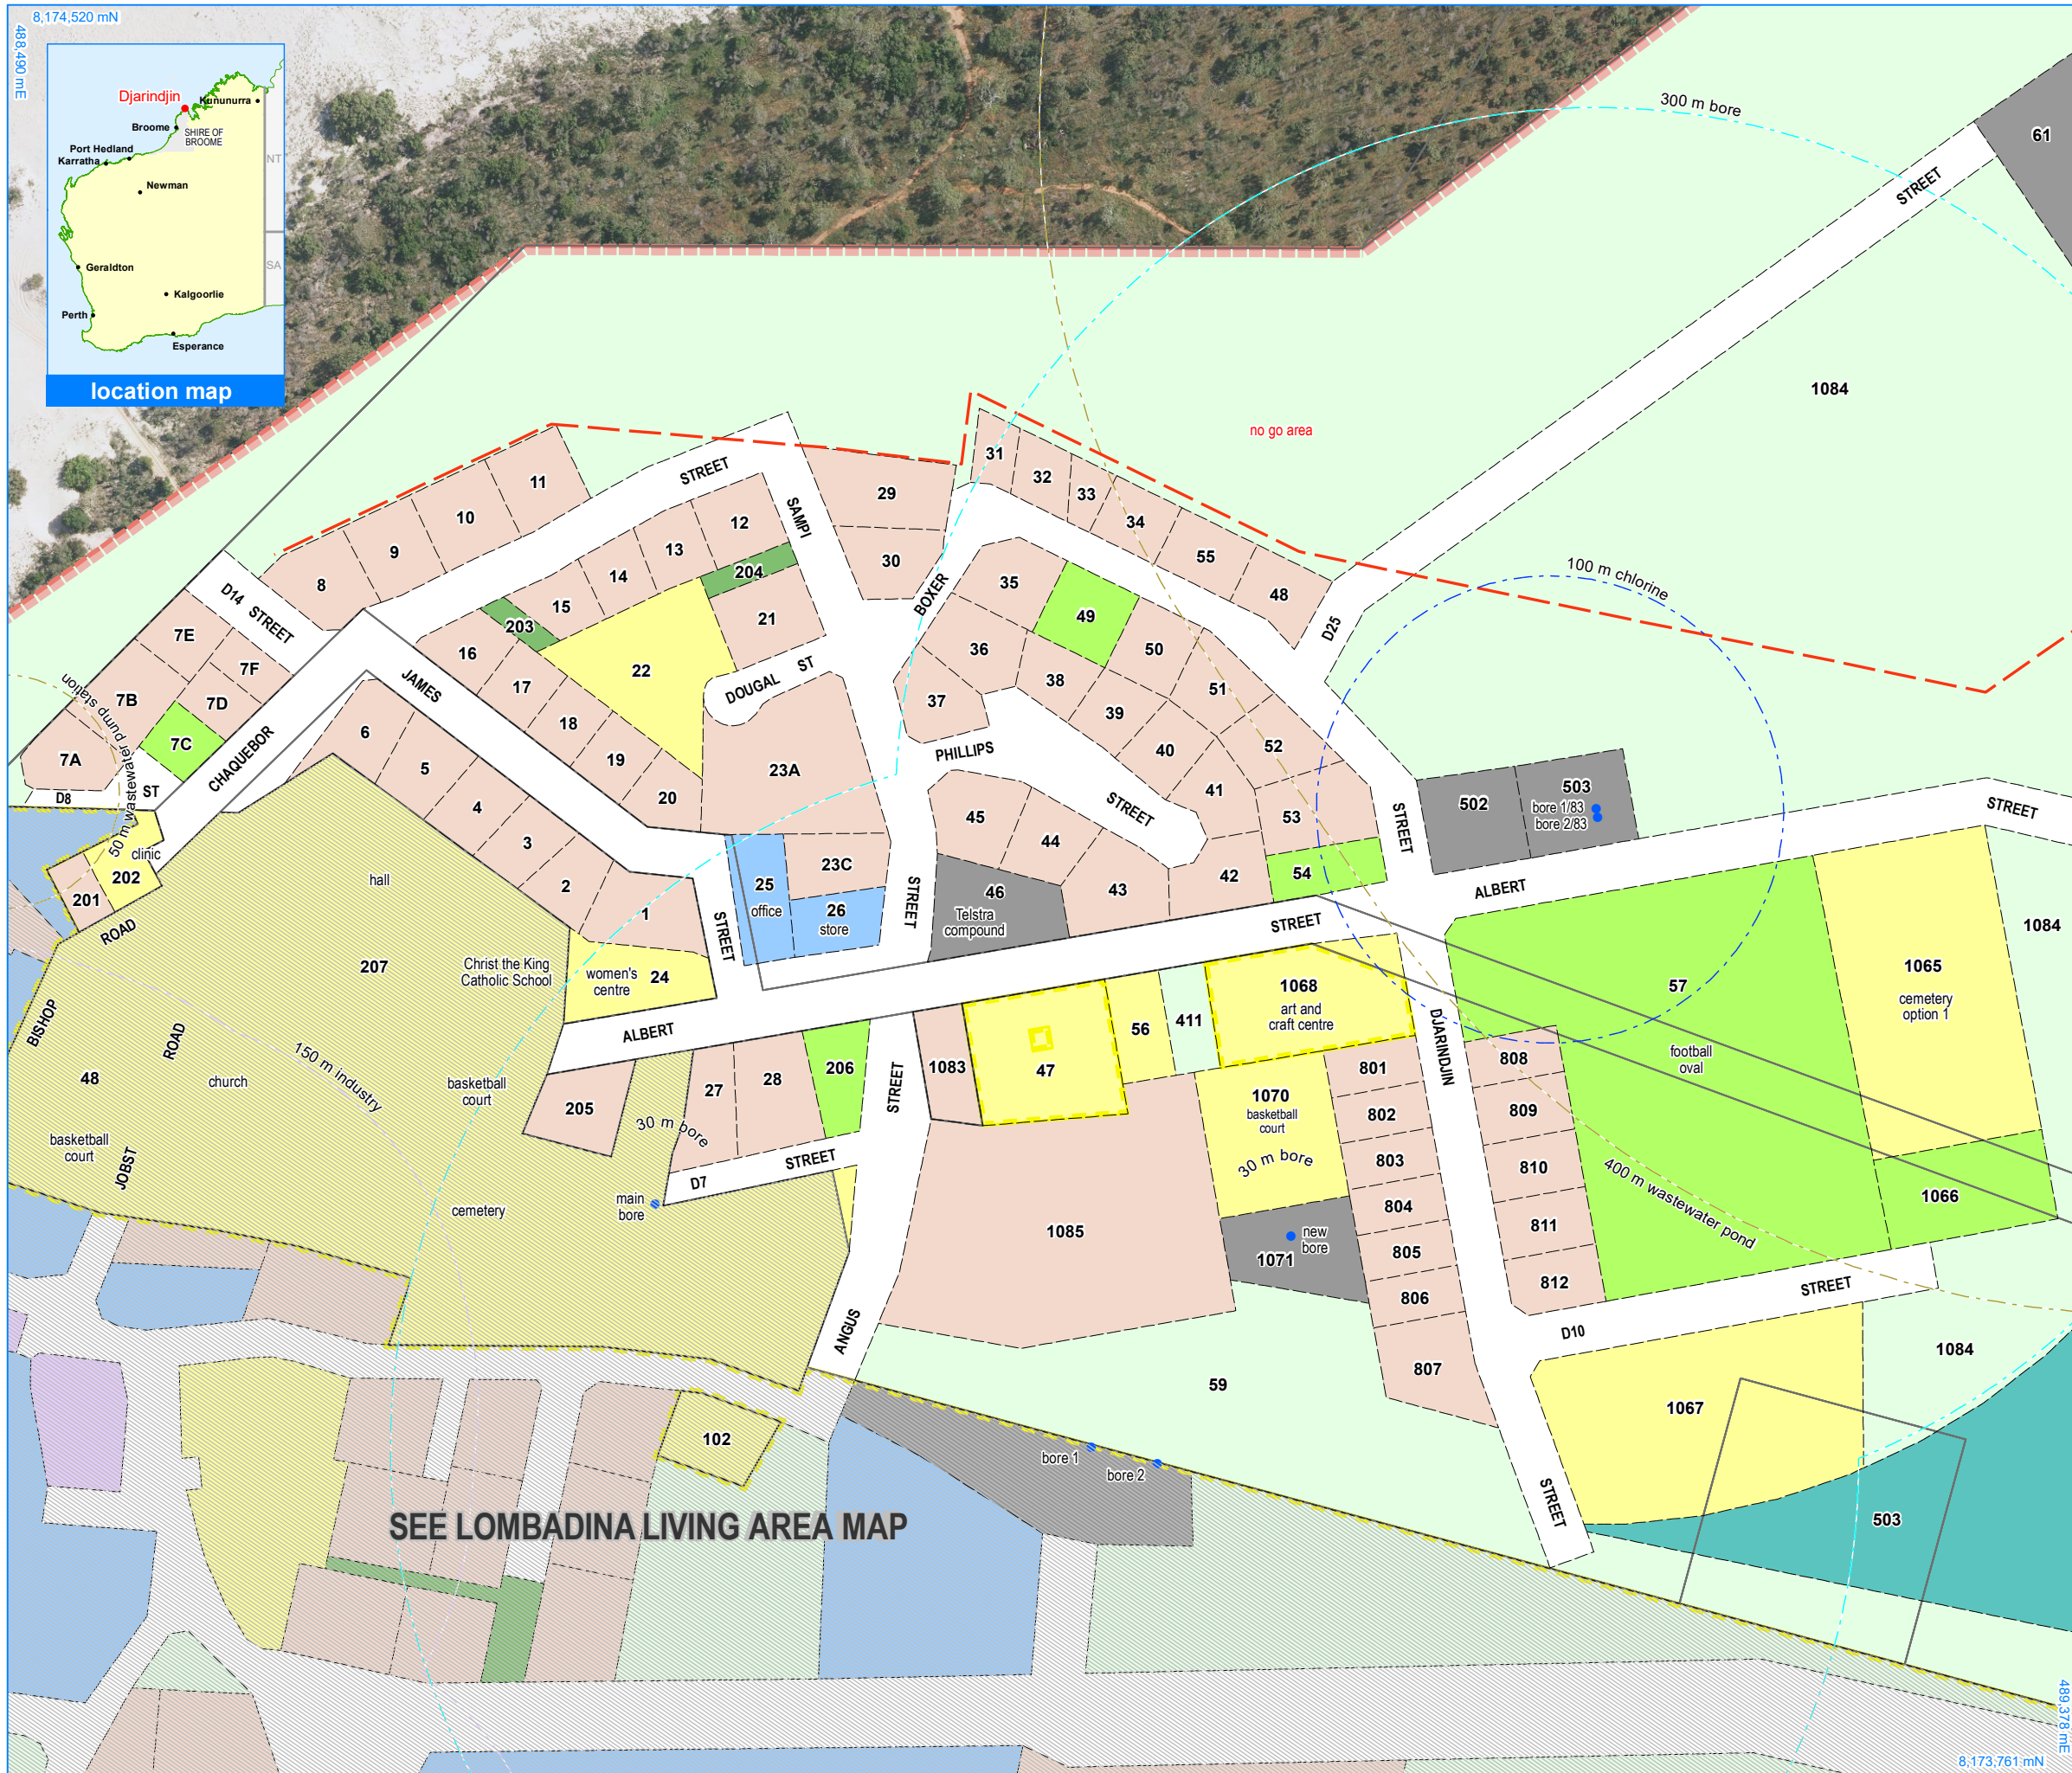 8,174,520 mN
488,490 mE
Djarindjin
Kununurra
Broome
SHIRE OF
BROOME
Port Hedland
Karratha
NT
Newman
SA
Geraldton
Kalgoorlie
Perth
Esperance
location map
300 m bore
61
STREET
1084
no go area
31
32
33
34
55
48
11
10
9
8
STREET
SAMPI
29
30
12
13
14
15
204
203
21
22
16
17
18
19
20
DOUGAL ST
BOXER
35
49
36
37
38
50
51
39
40
52
41
53
D25
100 m chlorine
D14 STREET
7E
7F
7B
7D
7C
7A
50 m wastewater pump station
D8
ST
CHAQUEBOR
JAMES
6
5
4
3
2
1
23A
PHILLIPS
STREET
45
44
43
42
54
STREET
502
503
bore 1/83
bore 2/83
STREET
clinic
202
201
ROAD
hall
207
Christ the King
Catholic School
women's
centre
24
STREET
25
office
23C
26
store
STREET
46
Telstra
compound
STREET
ALBERT
1084
1065
cemetery
option 1
57
football
oval
1066
BISHOP
ROAD
48
church
150 m industry
basketball
court
basketball
court
JOBST
ALBERT
205
27
28
206
STREET
1083
47
56
411
1068
art and
craft centre
DJARINDJIN
30 m bore
STREET
D7
main
bore
cemetery
1070
basketball
court
30 m bore
801
802
803
804
805
806
807
808
809
810
811
812
400 m wastewater pond
1085
new
bore
1071
ANGUS
STREET
D10
1084
59
1067
102
bore 1
bore 2
STREET
503
SEE LOMBADINA LIVING AREA MAP
489,378 mE
8,173,761 mN